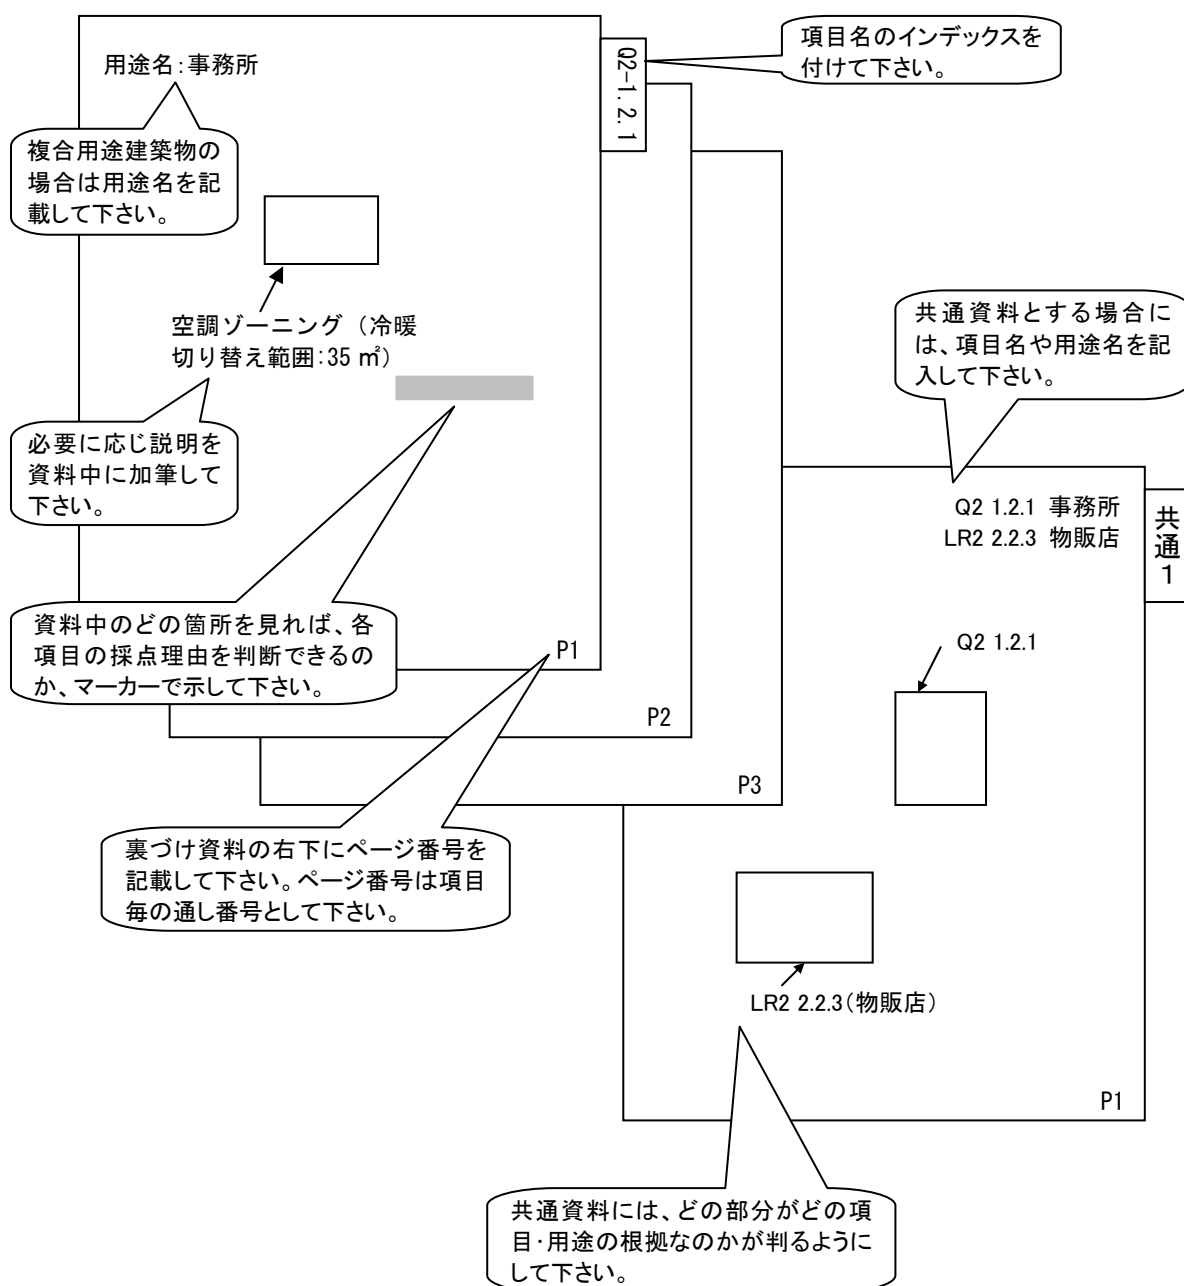 項目名のインデックスを
付けて下さい。
用途名：事務所
Q2-1.2.1
複合用途建築物の
場合は用途名を記
載して下さい。
空調ゾーニング（冷暖
切り替え範囲：35 ㎡）
共通資料とする場合に
は、項目名や用途名を記
入して下さい。
必要に応じ説明を
資料中に加筆して
下さい。
Q2 1.2.1 事務所
LR2 2.2.3 物販店
共通1
資料中のどの箇所を見れば、各
項目の採点理由を判断できるの
か、マーカーで示して下さい。
P1
Q2 1.2.1
P2
P3
裏づけ資料の右下にページ番号を
記載して下さい。ページ番号は項目
毎の通し番号として下さい。
LR2 2.2.3（物販店）
P1
共通資料には、どの部分がどの項
目・用途の根拠なのかが判るように
して下さい。